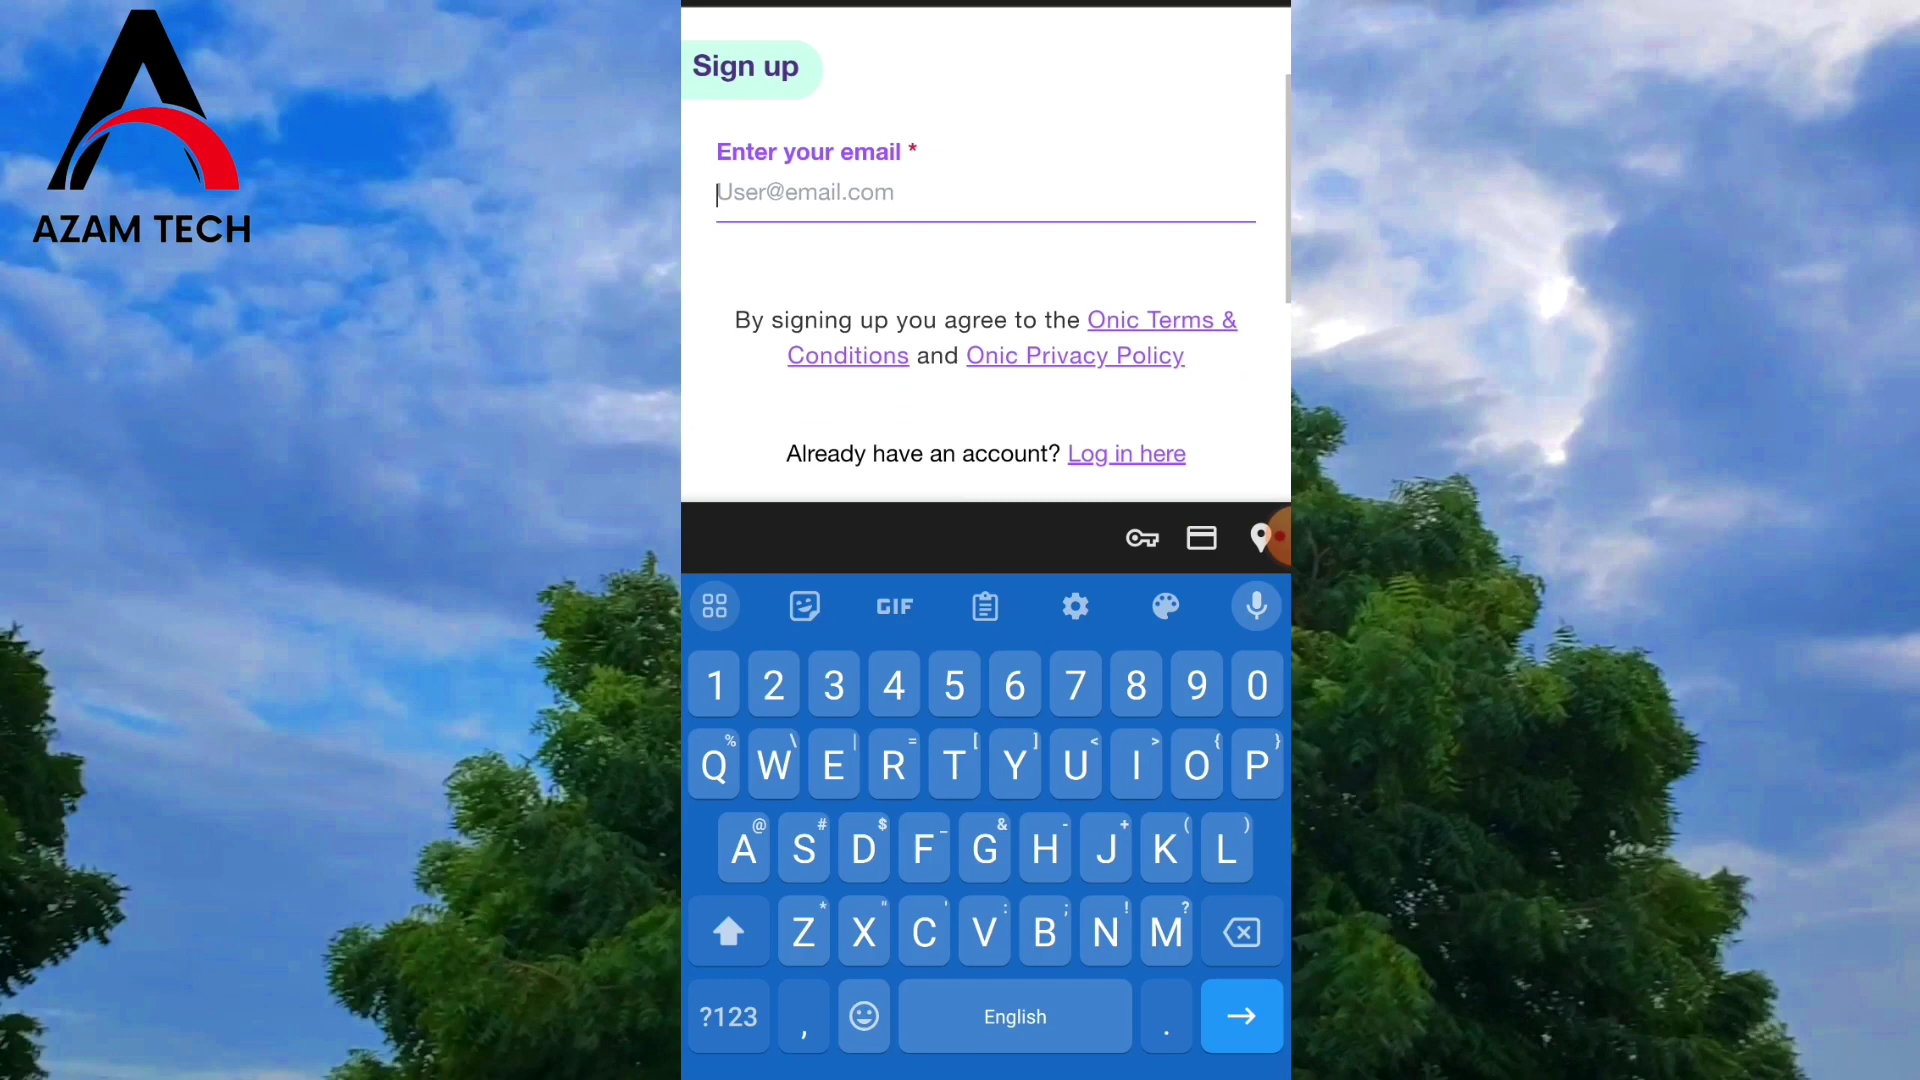 AZAM TECH
Sign up
Enter your email *
User@email.com
By signing up you agree to the Onic Terms &
Conditions and Onic Privacy Policy
Already have an account? Log in here
GIF
1 2 3 4 5 6 7 8 9 0
% \ | = [ ] < > { }
Q W E R T Y U I O P
@ # $ _ & - + ( )
A S D F G H J K L
* " ' : ; ! ?
Z X C V B N M
?123 , English .